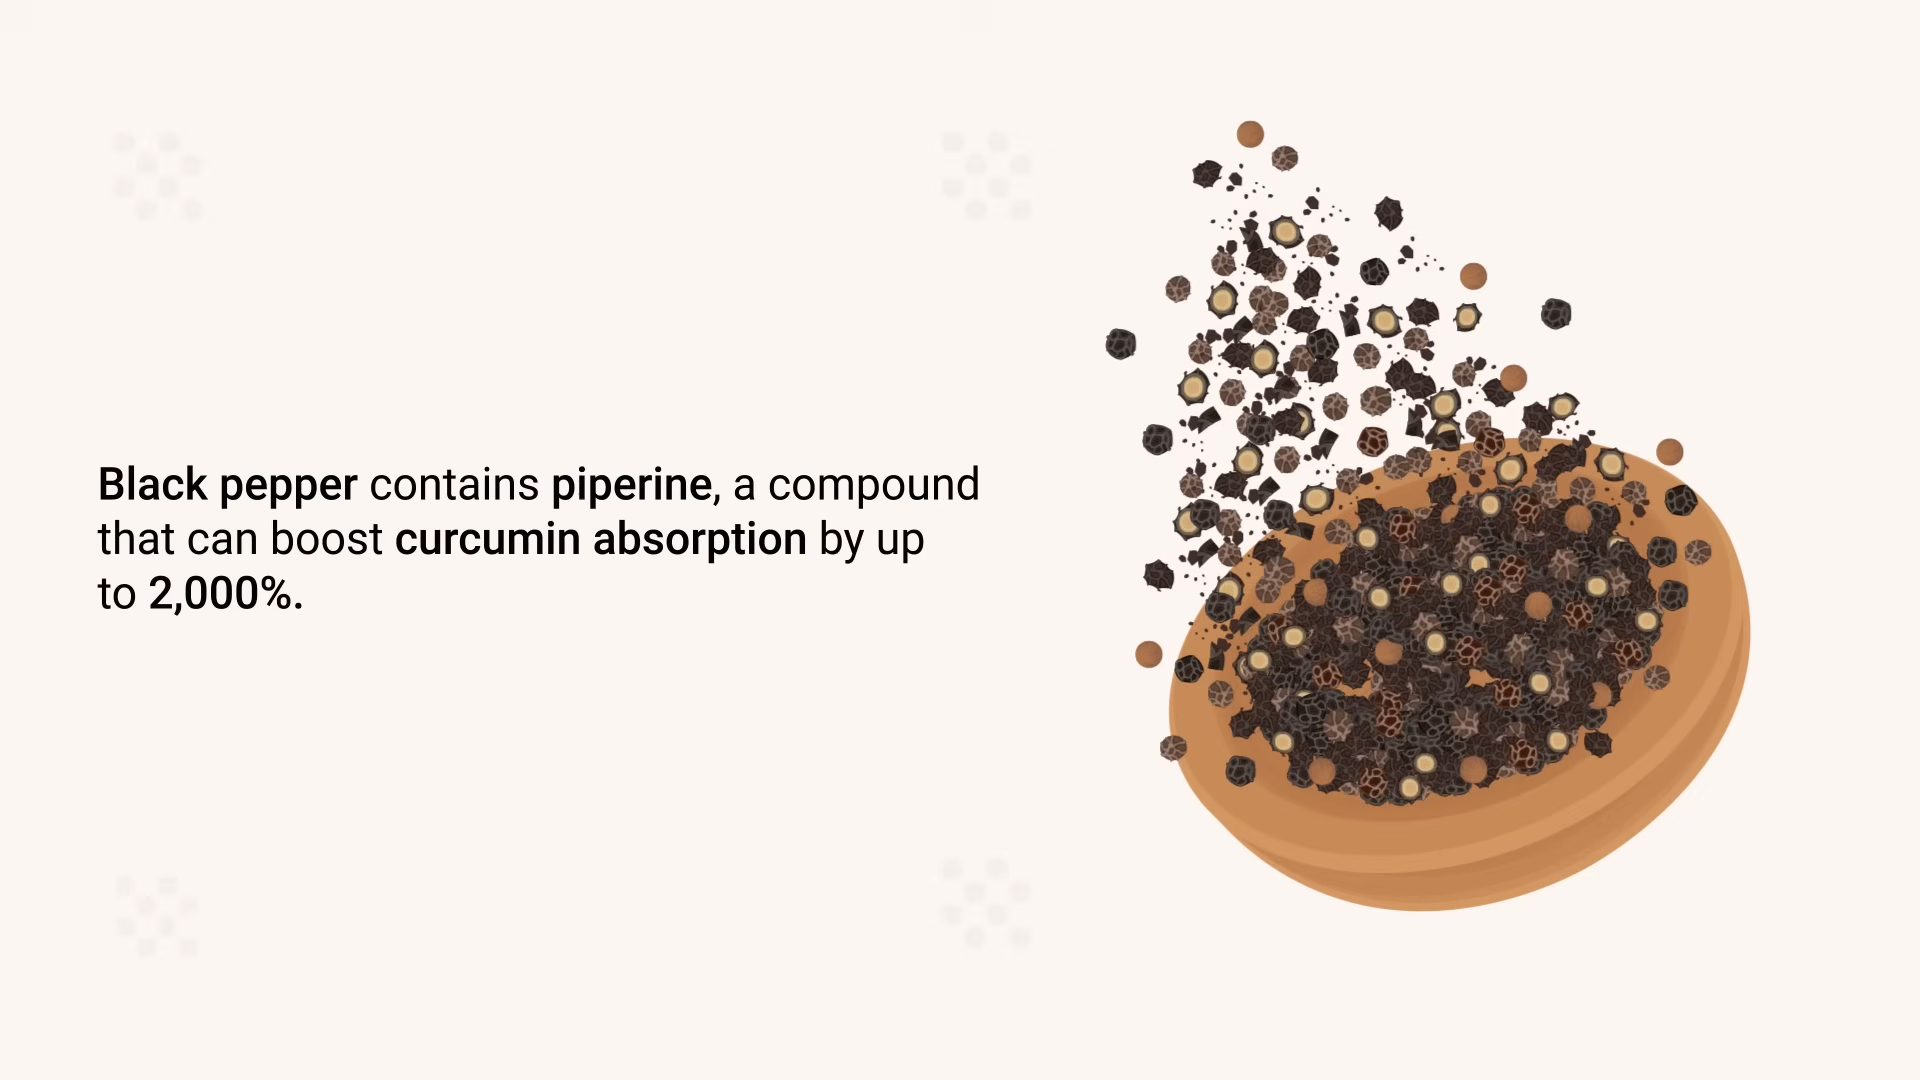 Black pepper contains piperine, a compound
that can boost curcumin absorption by up
to 2,000%.